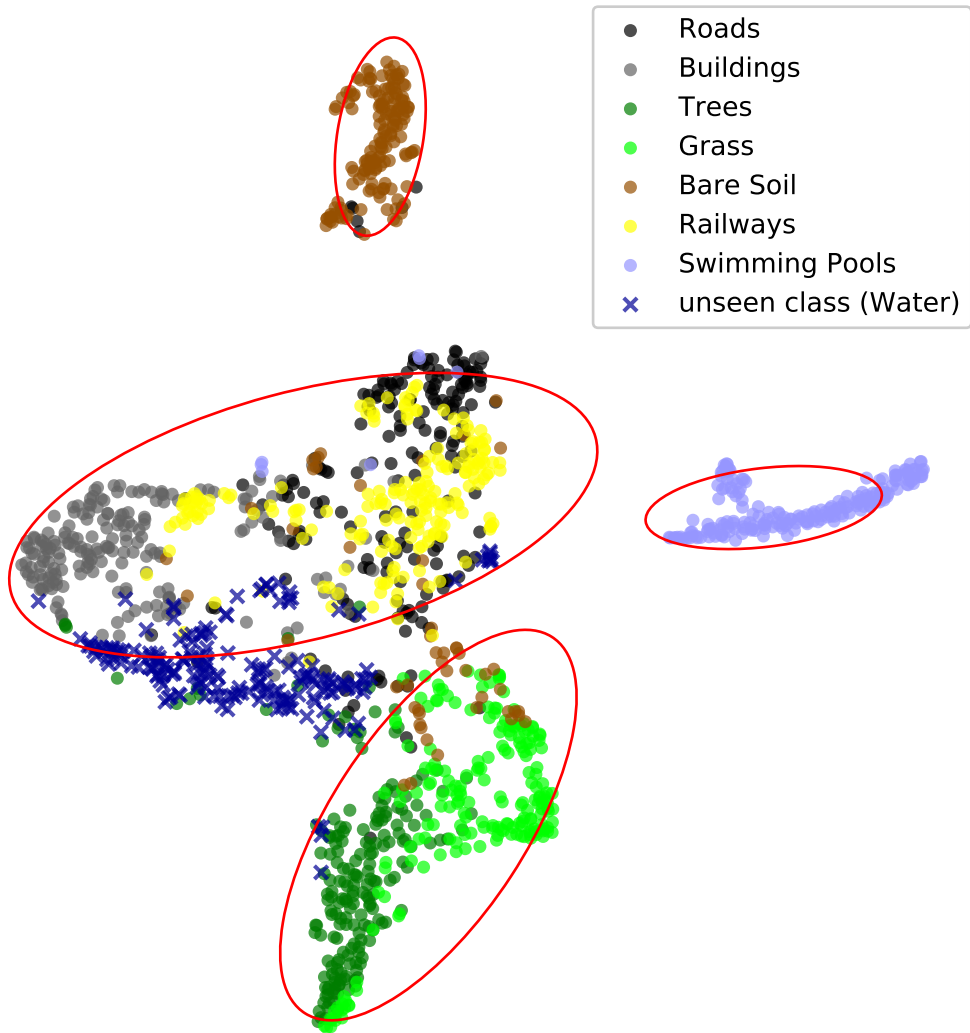 Roads
Buildings
Trees
Grass
Bare Soil
Railways
Swimming Pools
unseen class (Water)